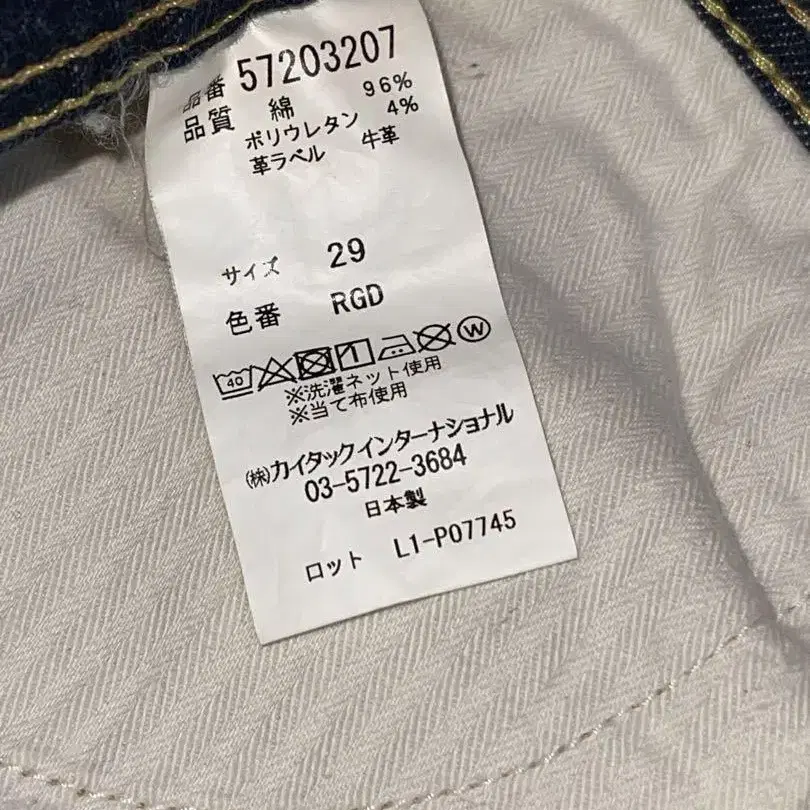 品番 57203207
品質 綿 96%
ポリウレタン 4%
革ラベル 牛革
サイズ 29
色番 RGD
40 W
※洗濯ネット使用
※当て布使用
(株)カイタックインターナショナル
03-5722-3684
日本製
ロット L1-P07745